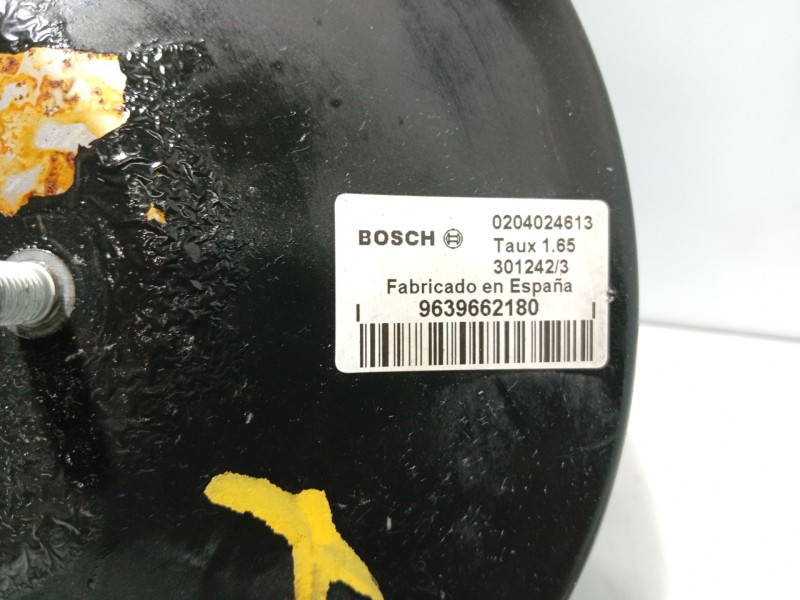 BOSCH
0204024613
Taux 1.65
301242/3
Fabricado en España
9639662180